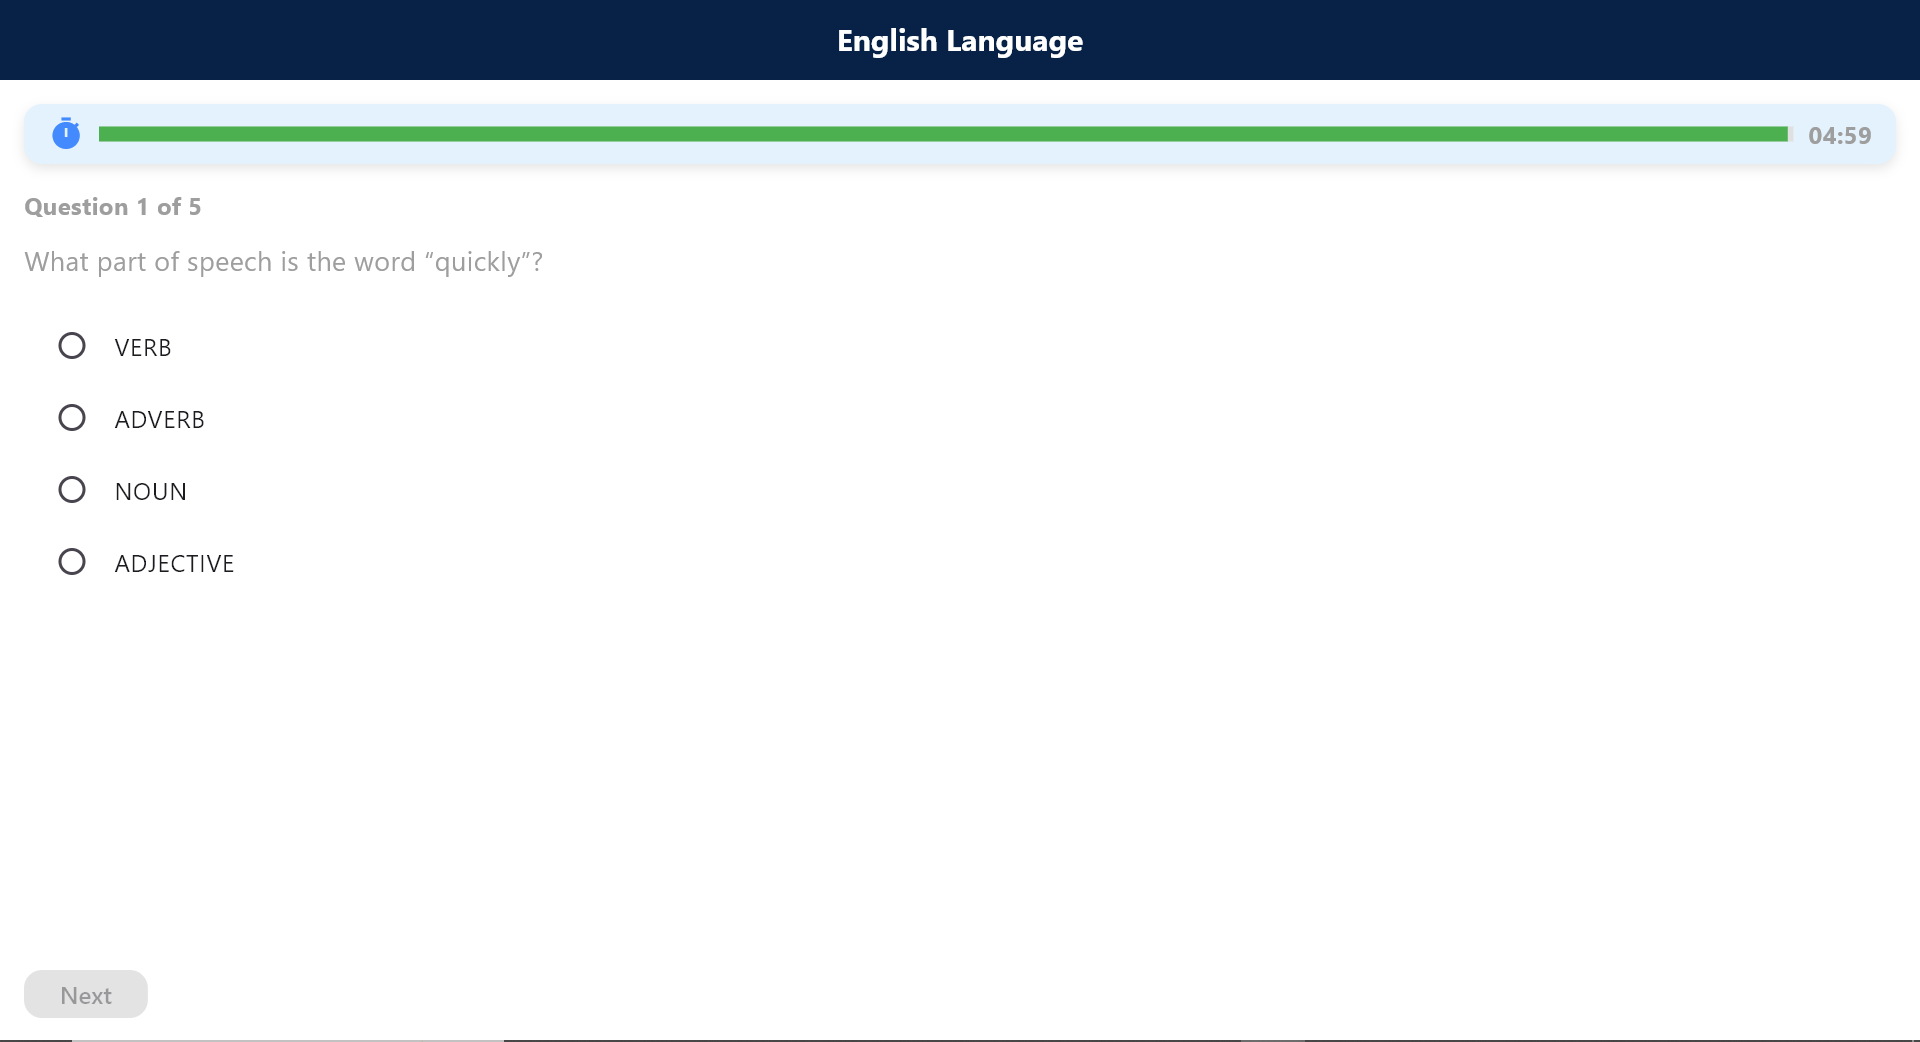 English Language
04:59
Question 1 of 5
What part of speech is the word “quickly”?
VERB
ADVERB
NOUN
ADJECTIVE
Next